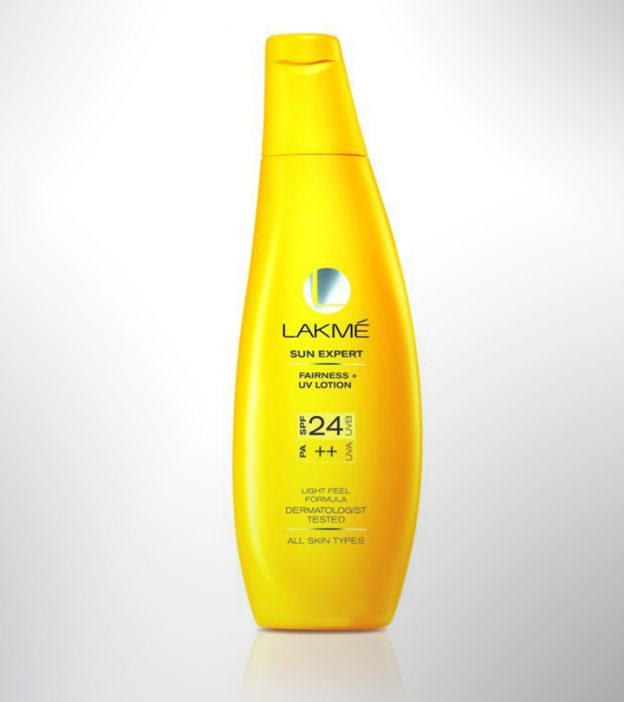 LAKMÉ
SUN EXPERT
FAIRNESS +
UV LOTION
SPF 24 UVB
PA ++ UVA
LIGHT FEEL
FORMULA
DERMATOLOGIST
TESTED
ALL SKIN TYPES